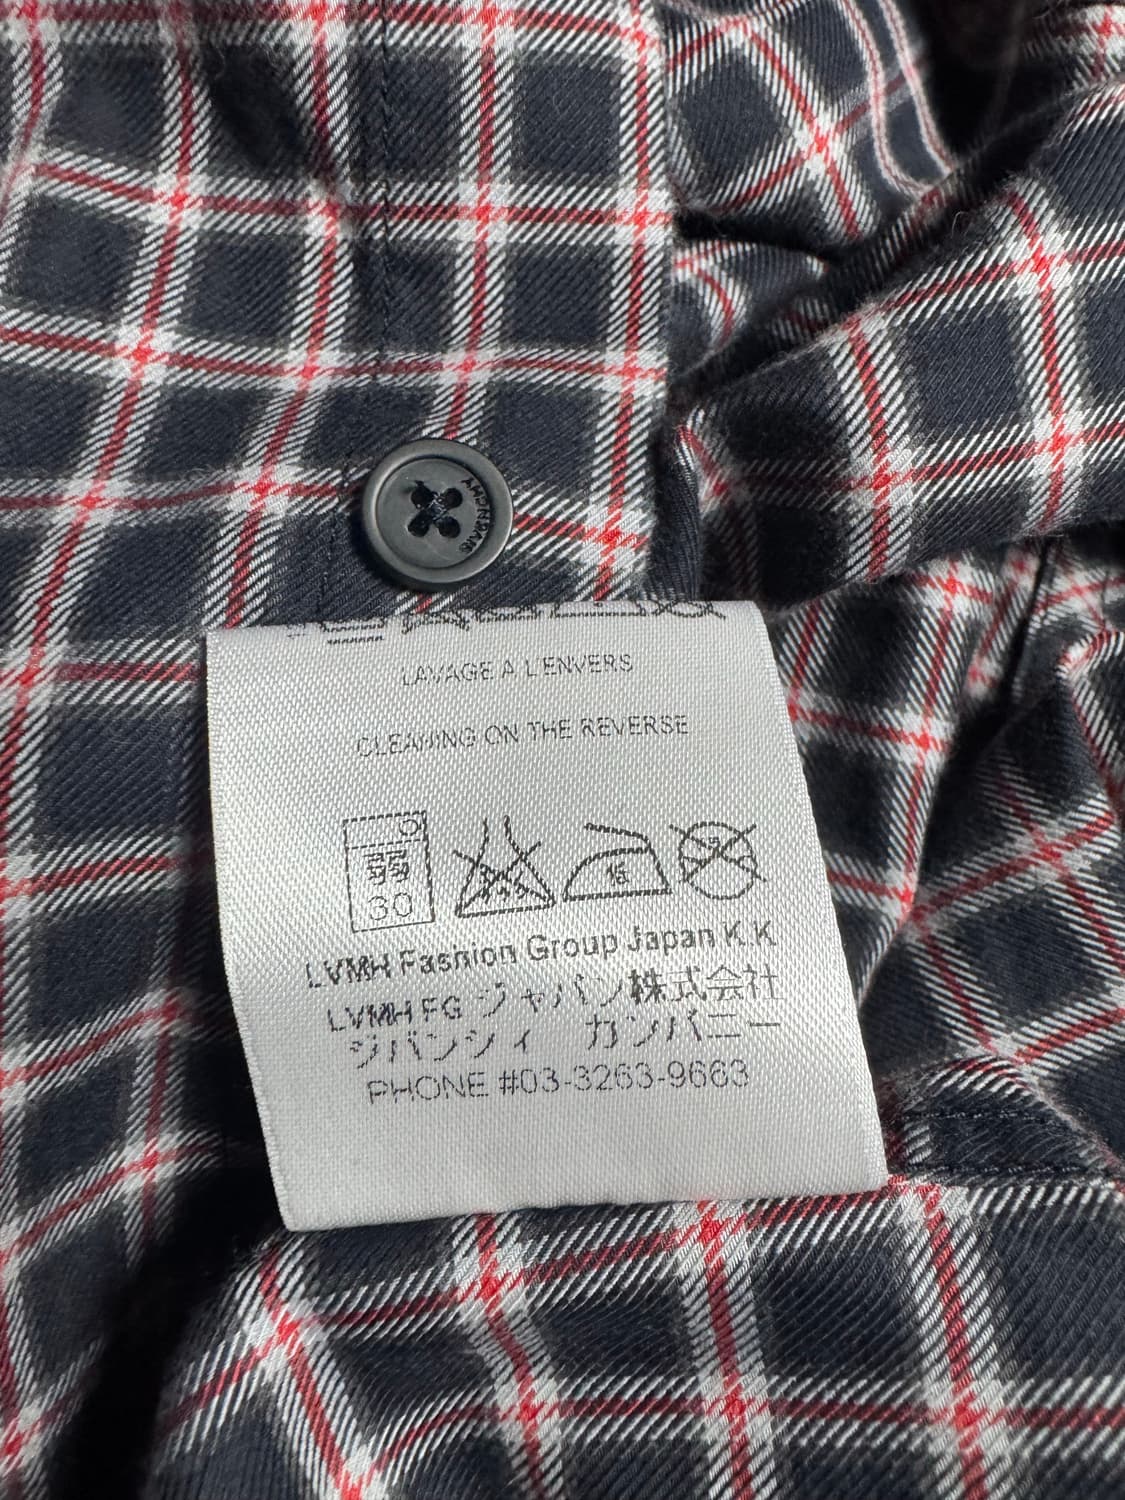 LAVAGE A L'ENVERS
CLEANING ON THE REVERSE
弱
30
LVMH Fashion Group Japan K.K
LVMH FG ジャパン株式会社
ジバンシィ カンパニー
PHONE #03-3263-9663